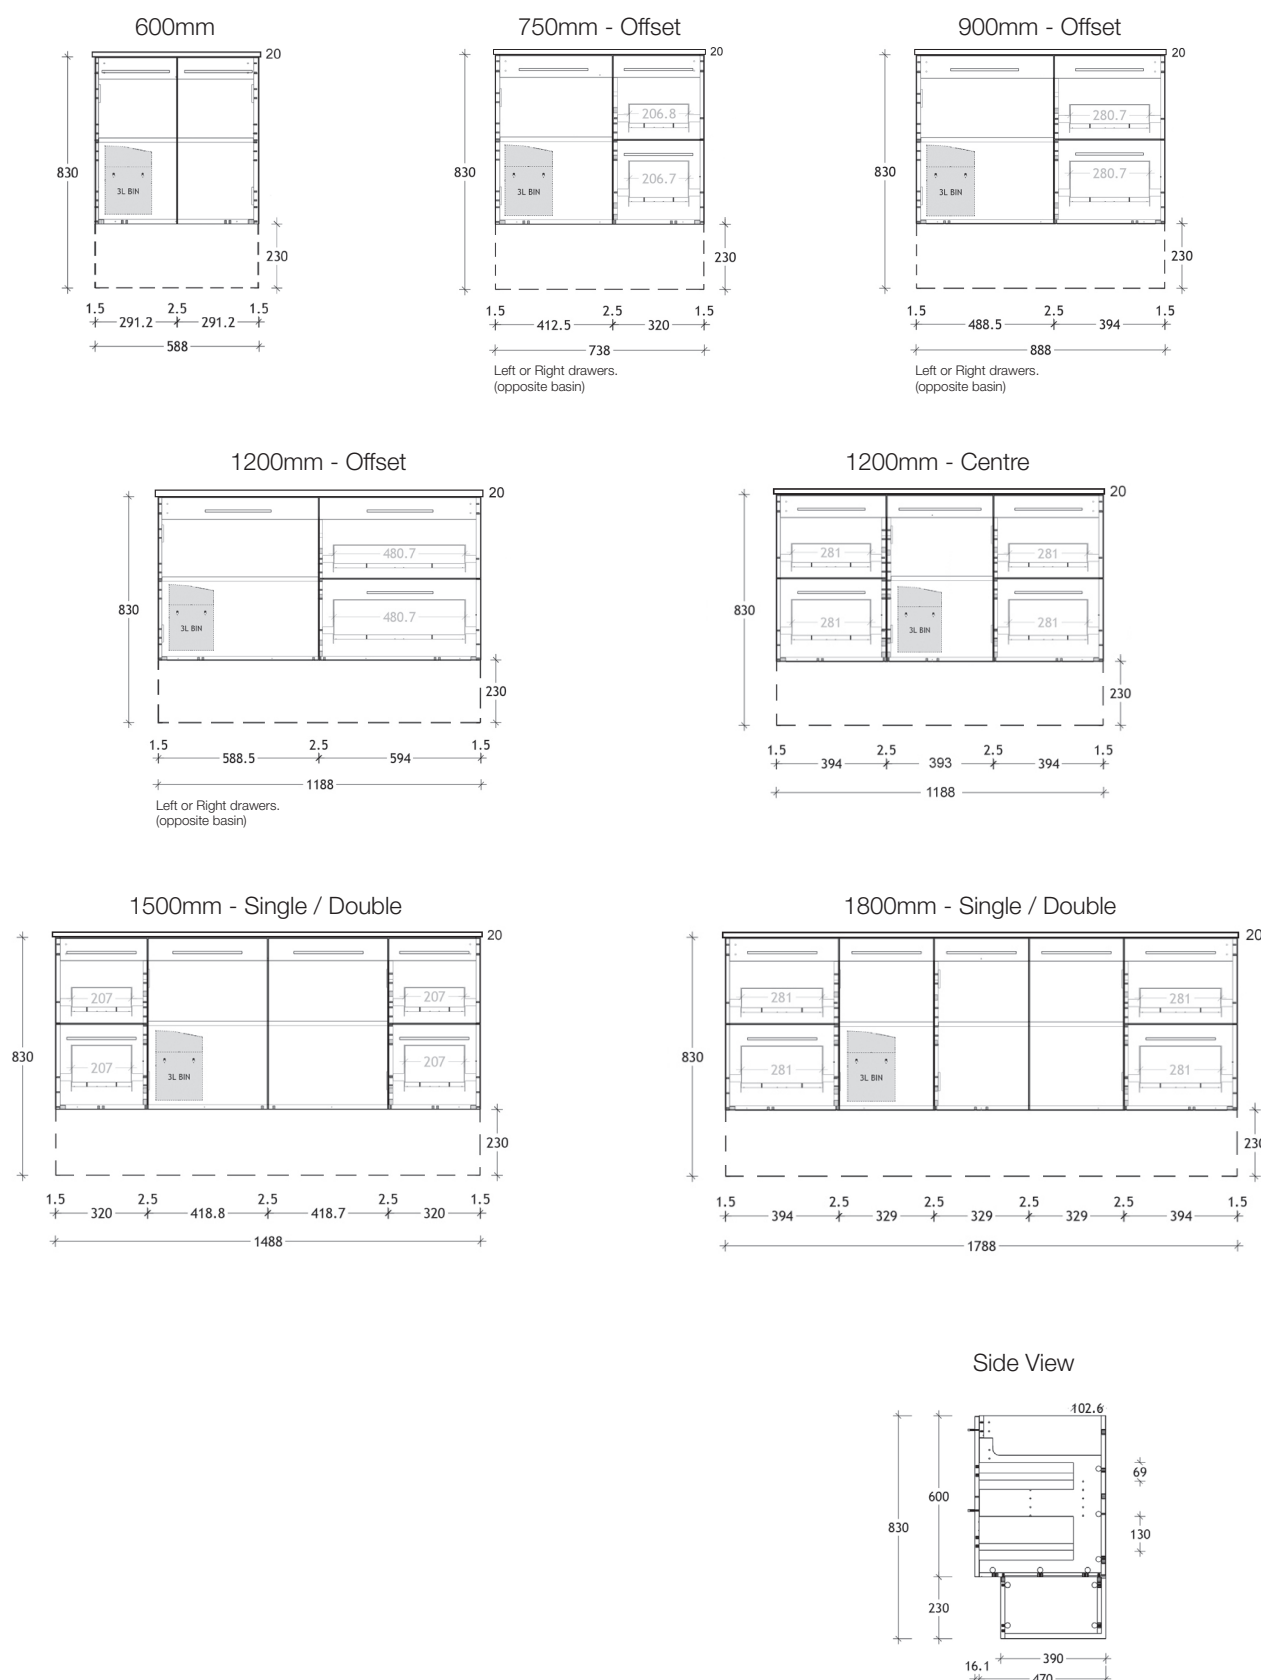 600mm
20
830
3L BIN
230
1.5 2.5 1.5
291.2 291.2
588
750mm - Offset
20
830
206.8
206.7
3L BIN
230
1.5 2.5 1.5
412.5 320
738
Left or Right drawers.
(opposite basin)
900mm - Offset
20
830
280.7
280.7
3L BIN
230
1.5 2.5 1.5
488.5 394
888
Left or Right drawers.
(opposite basin)
1200mm - Offset
20
480.7
830
480.7
3L BIN
230
1.5 2.5 1.5
588.5 594
1188
Left or Right drawers.
(opposite basin)
1200mm - Centre
20
281 281
830
281 281
3L BIN
230
1.5 2.5 2.5 1.5
394 393 394
1188
1500mm - Single / Double
20
207 207
830
207 207
3L BIN
230
1.5 2.5 2.5 2.5 1.5
320 418.8 418.7 320
1488
1800mm - Single / Double
20
281 281
830
281 281
3L BIN
230
1.5 2.5 2.5 2.5 2.5 1.5
394 329 329 329 394
1788
Side View
102.6
69
600
830
130
230
390
16.1
470